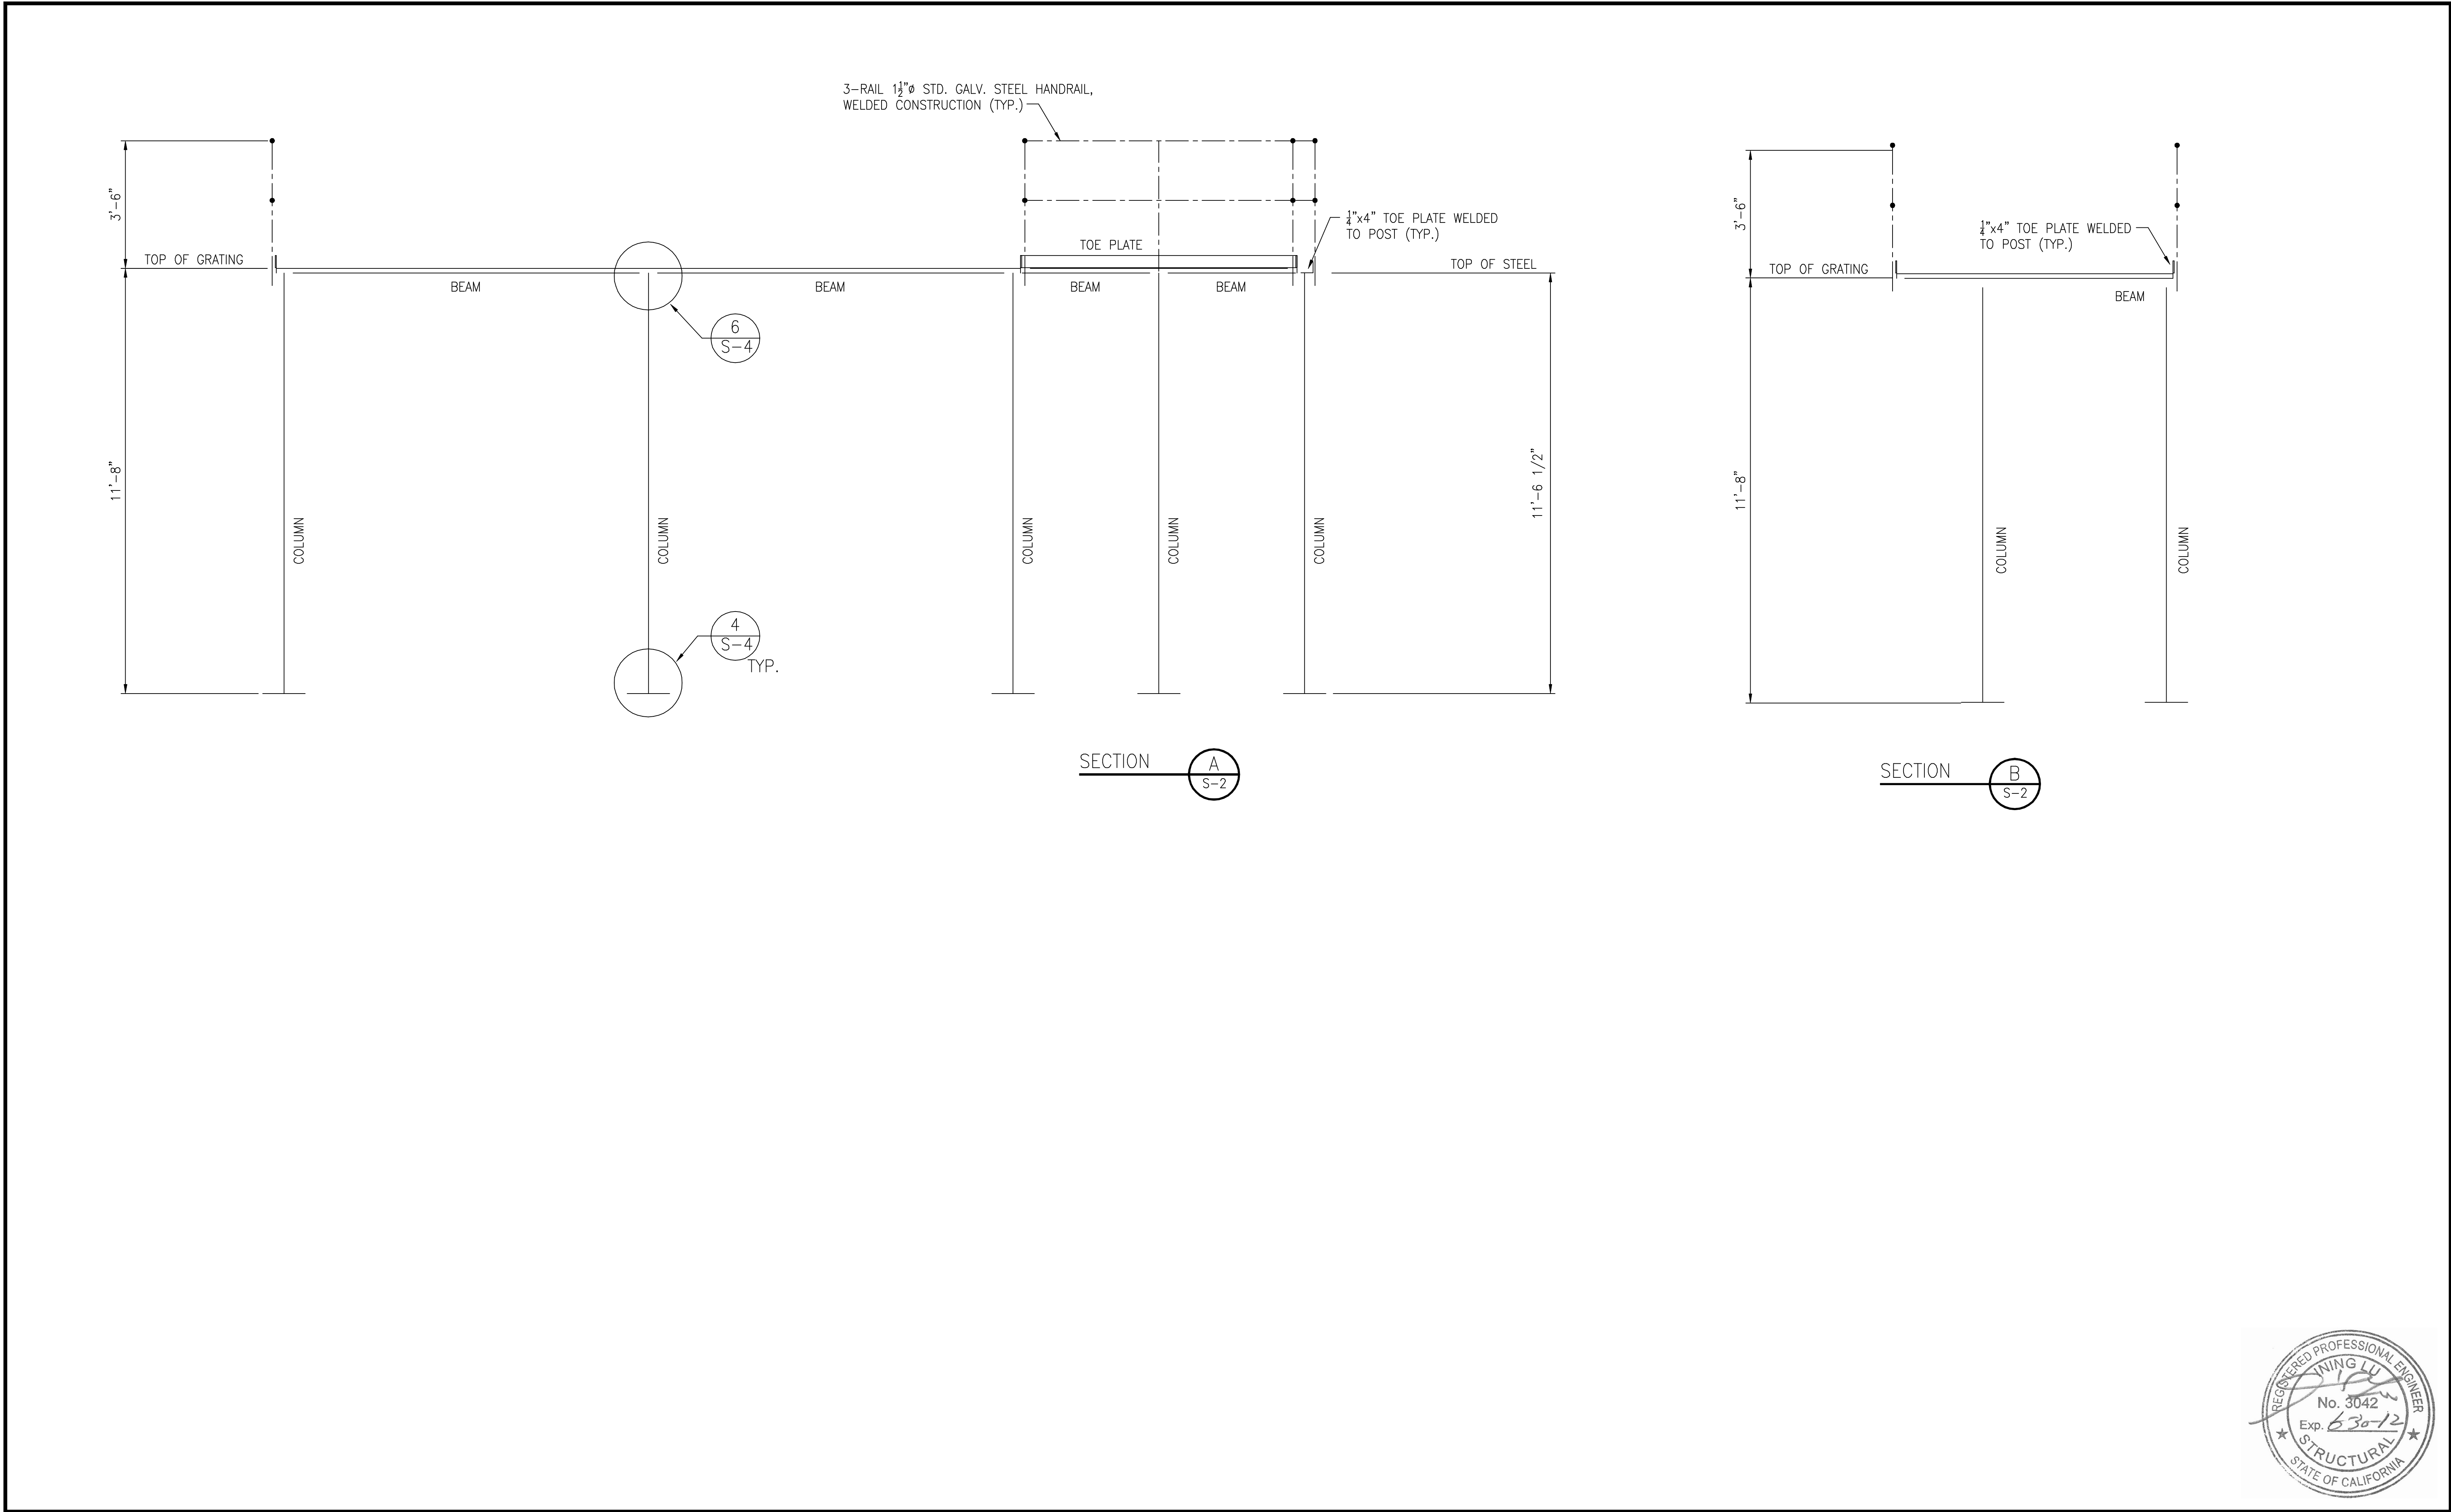 3-RAIL 1½"ø STD. GALV. STEEL HANDRAIL,
WELDED CONSTRUCTION (TYP.)
3'-6"
TOP OF GRATING
11'-8"
BEAM
BEAM
TOE PLATE
BEAM
BEAM
¼"x4" TOE PLATE WELDED
TO POST (TYP.)
TOP OF STEEL
11'-6 1/2"
6
S-4
COLUMN
COLUMN
COLUMN
COLUMN
COLUMN
4
S-4
TYP.
SECTION
A
S-2
3'-6"
¼"x4" TOE PLATE WELDED
TO POST (TYP.)
TOP OF GRATING
BEAM
11'-8"
COLUMN
COLUMN
SECTION
B
S-2
REGISTERED PROFESSIONAL ENGINEER
LU
No. 3042
Exp. 6-30-12
STRUCTURAL
STATE OF CALIFORNIA